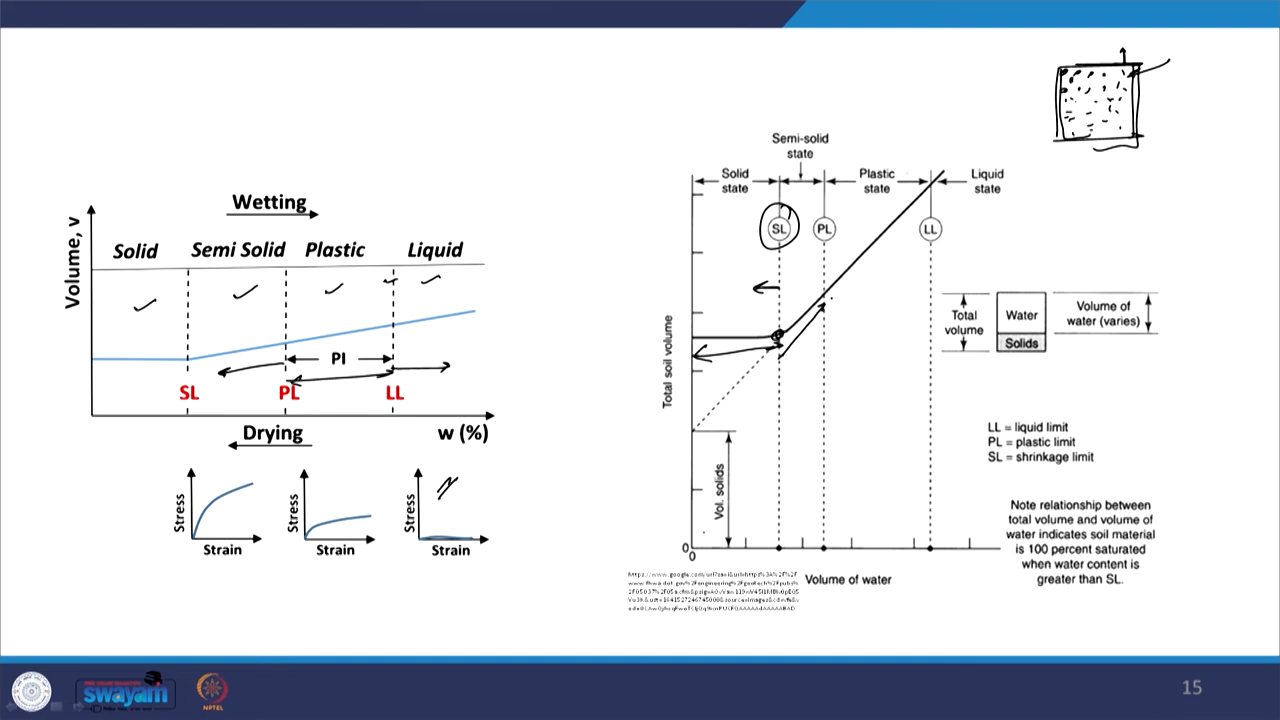 Wetting
Volume, v
Solid
Semi Solid
Plastic
Liquid
PI
SL
PL
LL
Drying
w (%)
Stress
Strain
Stress
Strain
Stress
Strain
Semi-solid
state
Solid
state
Plastic
state
Liquid
state
SL
PL
LL
Total soil volume
Vol. solids
0
0
Volume of water
Total
volume
Water
Solids
Volume of
water (varies)
LL = liquid limit
PL = plastic limit
SL = shrinkage limit
Note relationship between
total volume and volume of
water indicates soil material
is 100 percent saturated
when water content is
greater than SL.
swayam
NPTEL
15